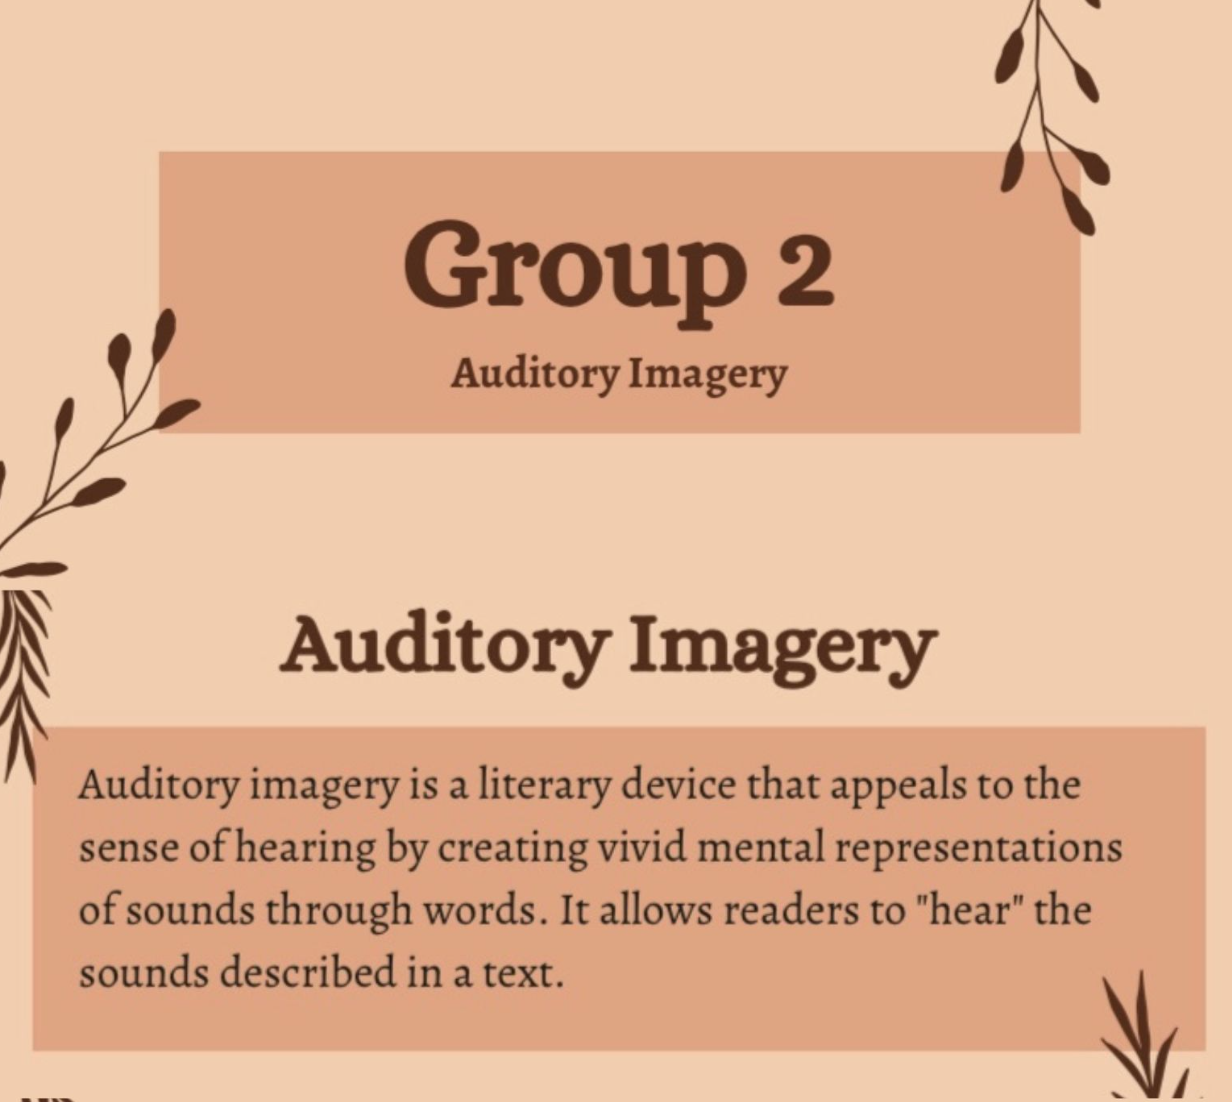 Group 2
Auditory Imagery
Auditory Imagery
Auditory imagery is a literary device that appeals to the
sense of hearing by creating vivid mental representations
of sounds through words. It allows readers to "hear" the
sounds described in a text.